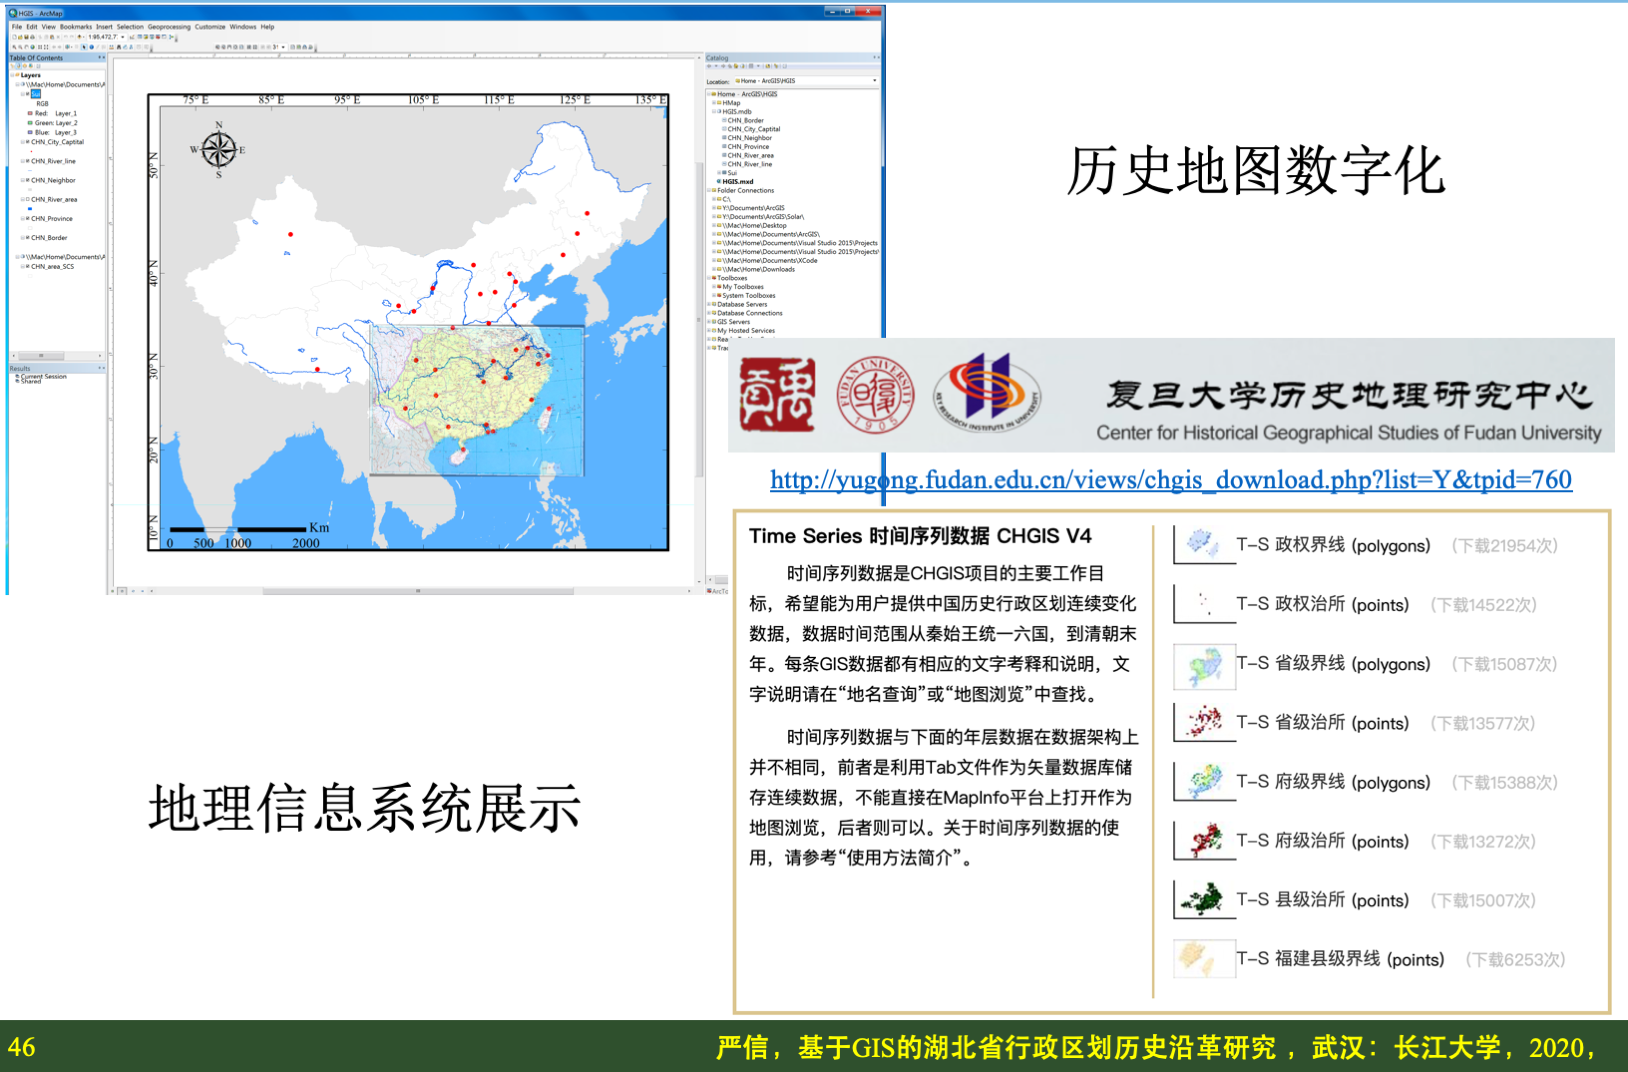 HGIS - ArcMap
File Edit View Bookmarks Insert Selection Geoprocessing Customize Windows Help
Table Of Contents
Layers
\\Mac\Home\Documents\A
Sui
RGB
Red: Layer_1
Green: Layer_2
Blue: Layer_3
CHN_City_Captital
CHN_River_line
CHN_Neighbor
CHN_River_area
CHN_Province
CHN_Border
\\Mac\Home\Documents\A
CHN_area_SCS
Results
Current Session
Shared
75° E 85° E 95° E 105° E 115° E 125° E 135° E
50° N
40° N
30° N
20° N
10° N
N
W E
S
Km
0 500 1000 2000
Catalog
Location: Home - ArcGIS\HGIS
Home - ArcGIS\HGIS
HMap
HGIS.mdb
CHN_Border
CHN_City_Captital
CHN_Neighbor
CHN_Province
CHN_River_area
CHN_River_line
Sui
HGIS.mxd
Folder Connections
C:\
Y:\Documents\ArcGIS
Y:\Documents\ArcGIS\Solar\
\\Mac\Home\Desktop
\\Mac\Home\Documents\ArcGIS\
\\Mac\Home\Documents\Visual Studio 2015\Projects
\\Mac\Home\Documents\Visual Studio 2015\Projects\
\\Mac\Home\Documents\XCode
\\Mac\Home\Downloads
Toolboxes
My Toolboxes
System Toolboxes
Database Servers
Database Connections
GIS Servers
My Hosted Services
历史地图数字化
FUDAN UNIVERSITY
1905
KEY RESEARCH INSTITUTE IN UNIVERSITY
复旦大学历史地理研究中心
Center for Historical Geographical Studies of Fudan University
http://yugong.fudan.edu.cn/views/chgis_download.php?list=Y&tpid=760
Time Series 时间序列数据 CHGIS V4
时间序列数据是CHGIS项目的主要工作目
标，希望能为用户提供中国历史行政区划连续变化
数据，数据时间范围从秦始王统一六国，到清朝末
年。每条GIS数据都有相应的文字考释和说明，文
字说明请在“地名查询”或“地图浏览”中查找。
时间序列数据与下面的年层数据在数据架构上
并不相同，前者是利用Tab文件作为矢量数据库储
存连续数据，不能直接在MapInfo平台上打开作为
地图浏览，后者则可以。关于时间序列数据的使
用，请参考“使用方法简介”。
T-S 政权界线 (polygons) （下载21954次）
T-S 政权治所 (points) （下载14522次）
T-S 省级界线 (polygons) （下载15087次）
T-S 省级治所 (points) （下载13577次）
T-S 府级界线 (polygons) （下载15388次）
T-S 府级治所 (points) （下载13272次）
T-S 县级治所 (points) （下载15007次）
T-S 福建县级界线 (points) （下载6253次）
地理信息系统展示
46
严信，基于GIS的湖北省行政区划历史沿革研究 ，武汉：长江大学，2020，